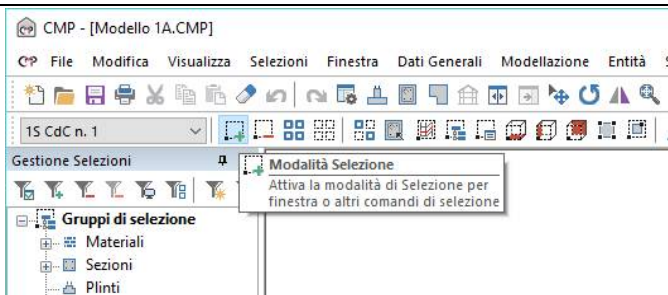 CMP - [Modello 1A.CMP]
File Modifica Visualizza Selezioni Finestra Dati Generali Modellazione Entità
1S CdC n. 1
Gestione Selezioni
Modalità Selezione
Attiva la modalità di Selezione per
finestra o altri comandi di selezione
Gruppi di selezione
Materiali
Sezioni
Plinti